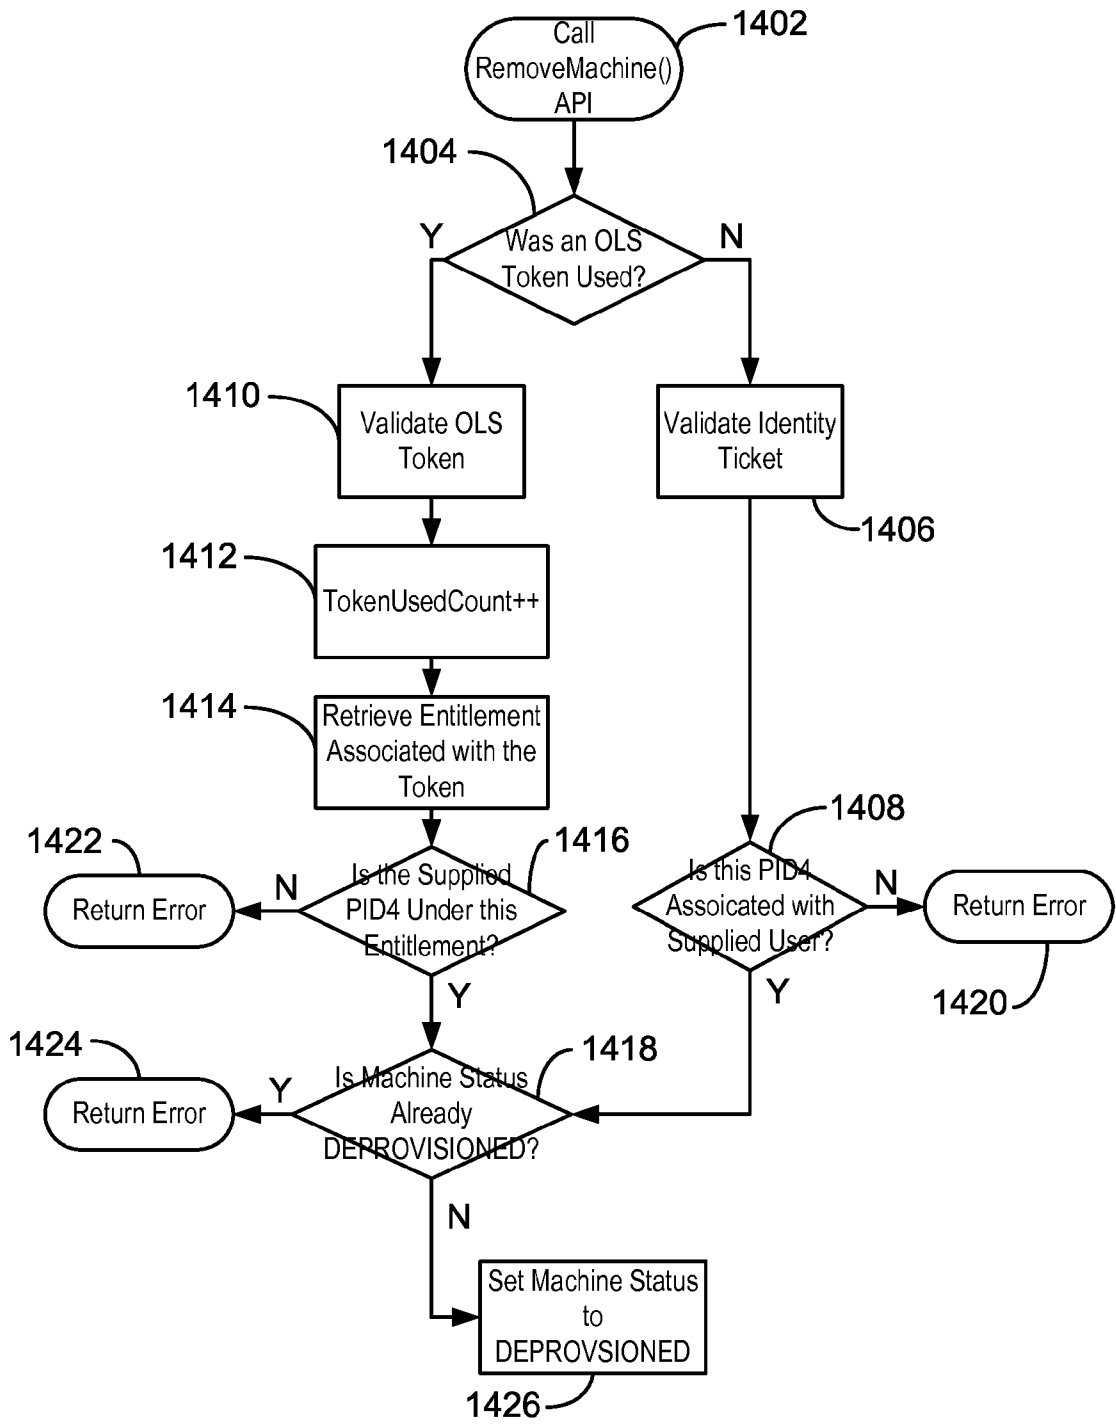 Call
RemoveMachine()
API
1402
1404
Y
Was an OLS
Token Used?
N
1410
Validate OLS
Token
Validate Identity
Ticket
1406
1412
TokenUsedCount++
1414
Retrieve Entitlement
Associated with the
Token
1422
Return Error
N
Is the Supplied
PID4 Under this
Entitlement?
1416
Y
1408
Is this PID4
Assoicated with
Supplied User?
N
Return Error
1420
Y
1424
Return Error
Y
Is Machine Status
Already
DEPROVISIONED?
1418
N
Set Machine Status
to
DEPROVSIONED
1426